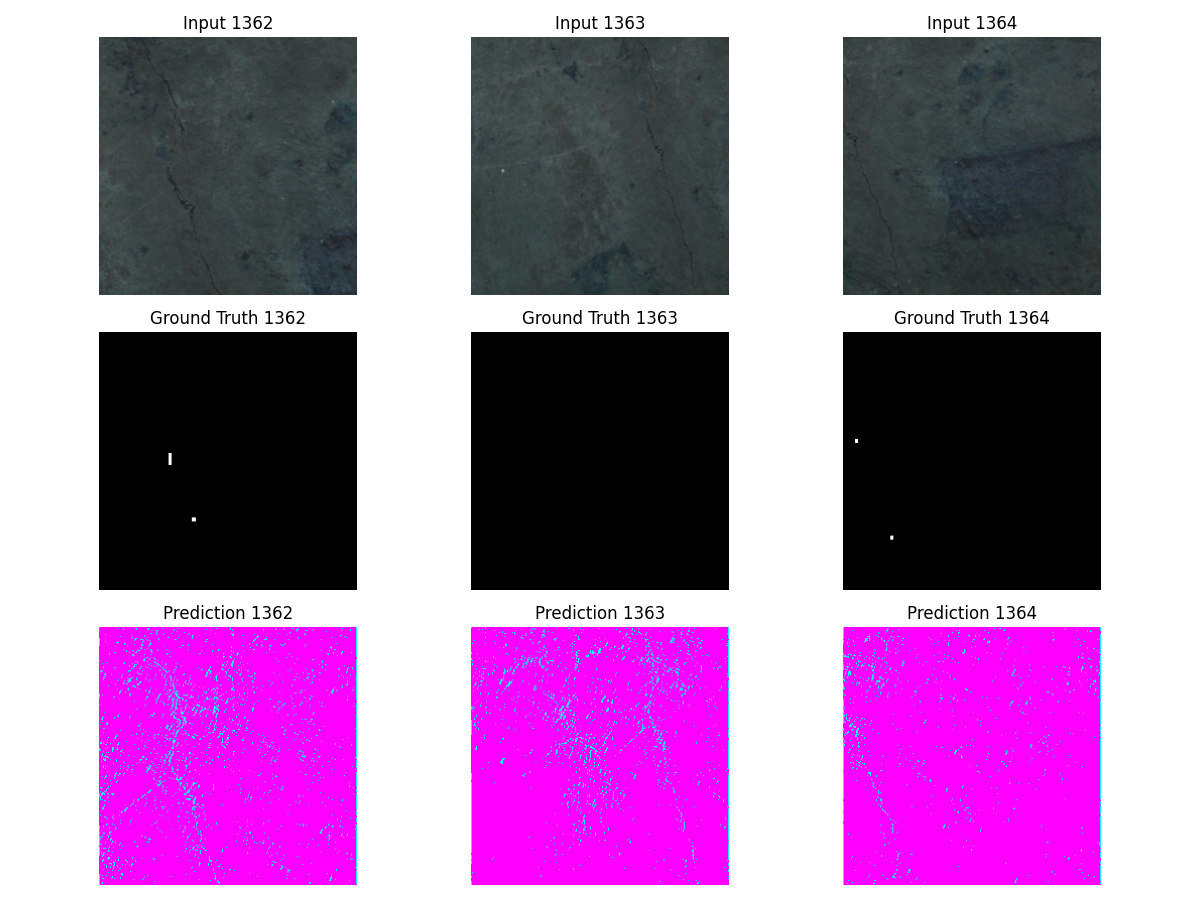 Input 1362
Input 1363
Input 1364
Ground Truth 1362
Ground Truth 1363
Ground Truth 1364
Prediction 1362
Prediction 1363
Prediction 1364